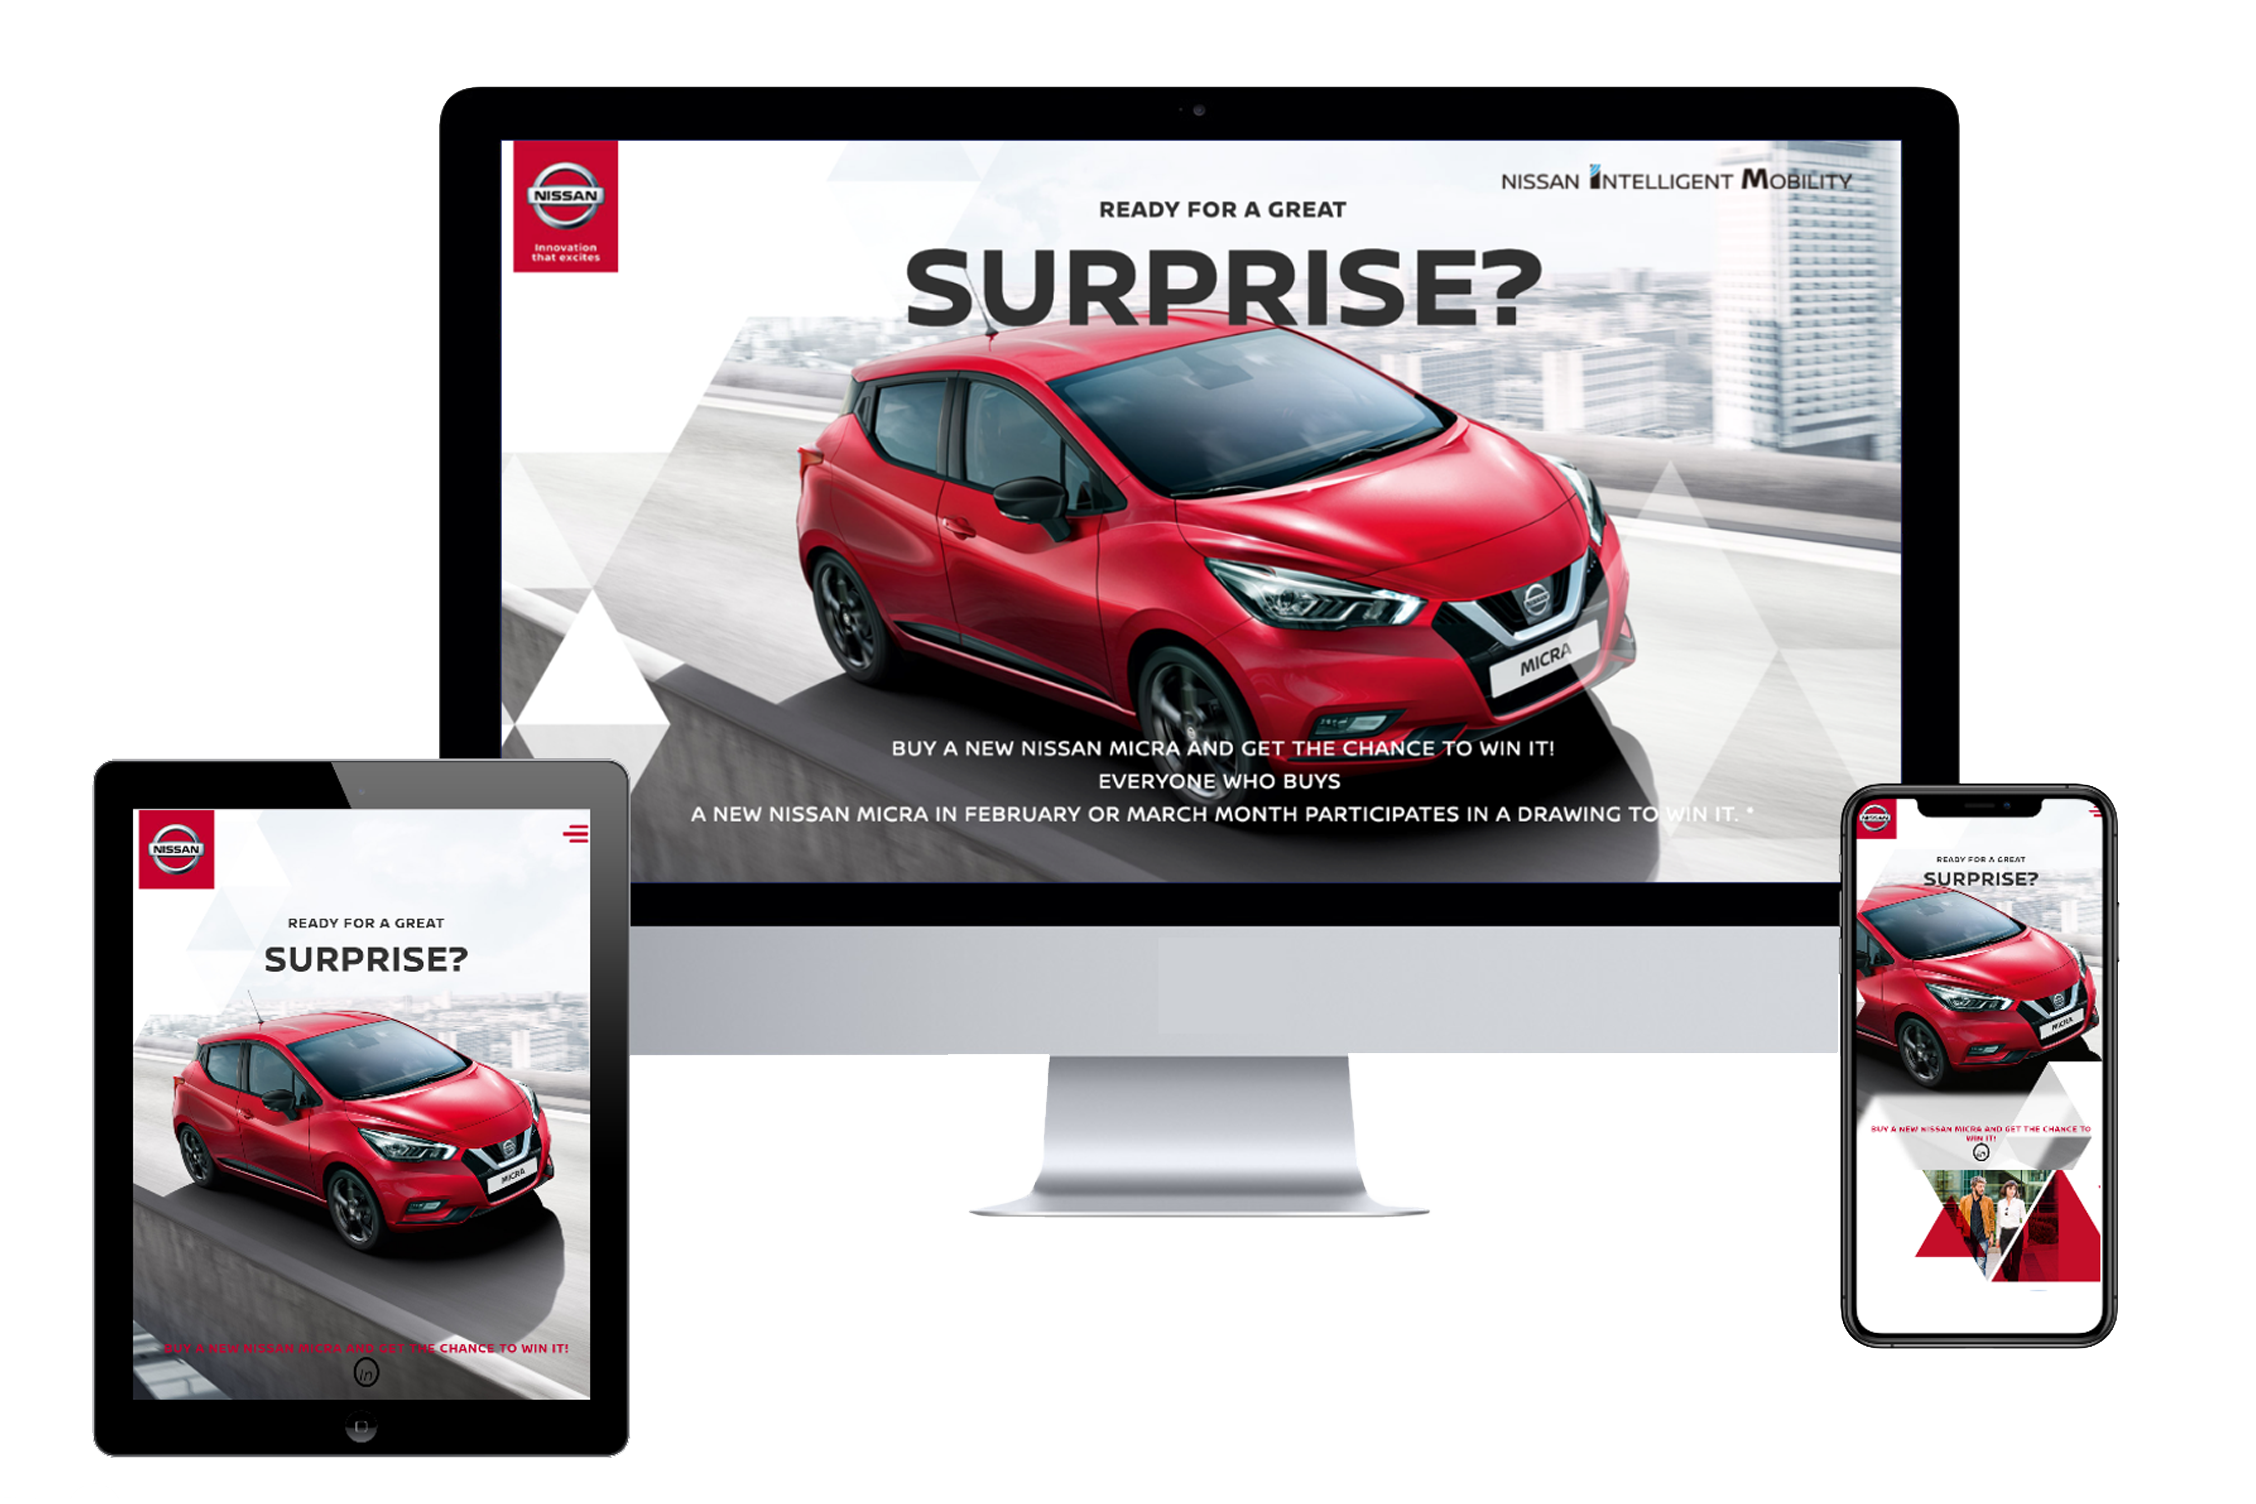 NISSAN
Innovation
that excites
NISSAN INTELLIGENT MOBILITY
READY FOR A GREAT
SURPRISE?
MICRA
BUY A NEW NISSAN MICRA AND GET THE CHANCE TO WIN IT!
EVERYONE WHO BUYS
A NEW NISSAN MICRA IN FEBRUARY OR MARCH MONTH PARTICIPATES IN A DRAWING TO WIN IT. *
NISSAN
READY FOR A GREAT
SURPRISE?
MICRA
BUY A NEW NISSAN MICRA AND GET THE CHANCE TO WIN IT!
in
NISSAN
READY FOR A GREAT
SURPRISE?
MICRA
BUY A NEW NISSAN MICRA AND GET THE CHANCE TO
WIN IT!
in